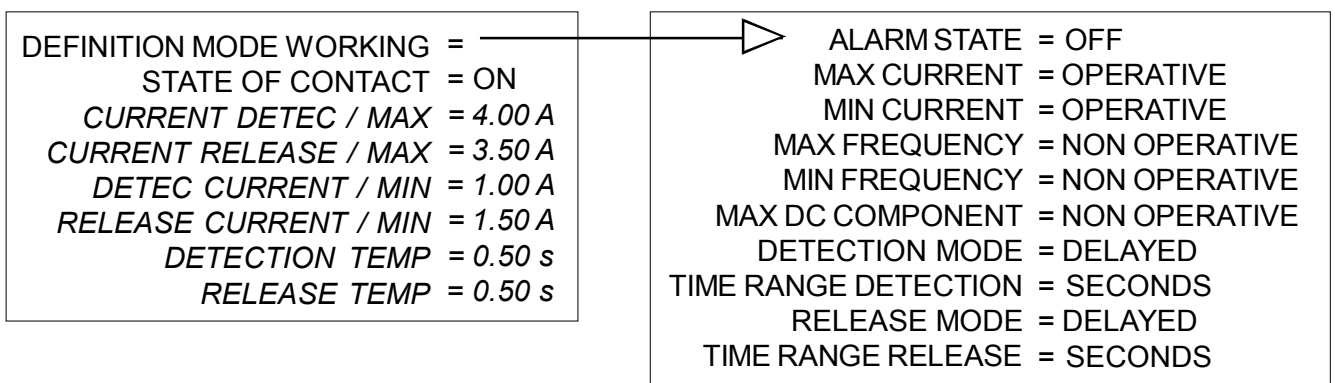 DEFINITION MODE WORKING =
STATE OF CONTACT = ON
CURRENT DETEC / MAX = 4.00 A
CURRENT RELEASE / MAX = 3.50 A
DETEC CURRENT / MIN = 1.00 A
RELEASE CURRENT / MIN = 1.50 A
DETECTION TEMP = 0.50 s
RELEASE TEMP = 0.50 s
ALARM STATE = OFF
MAX CURRENT = OPERATIVE
MIN CURRENT = OPERATIVE
MAX FREQUENCY = NON OPERATIVE
MIN FREQUENCY = NON OPERATIVE
MAX DC COMPONENT = NON OPERATIVE
DETECTION MODE = DELAYED
TIME RANGE DETECTION = SECONDS
RELEASE MODE = DELAYED
TIME RANGE RELEASE = SECONDS